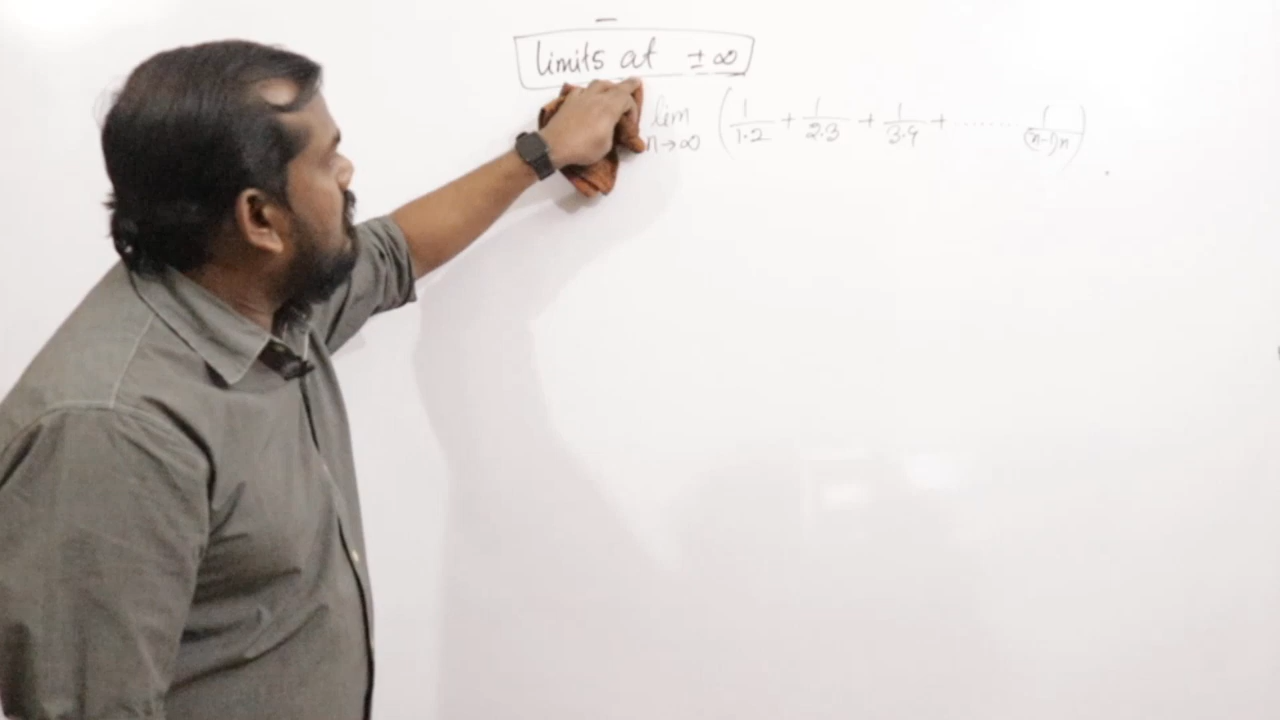 limits at ± ∞
lim n→∞ ( 1/1·2 + 1/2·3 + 1/3·4 + ....... 1/(n-1)n )